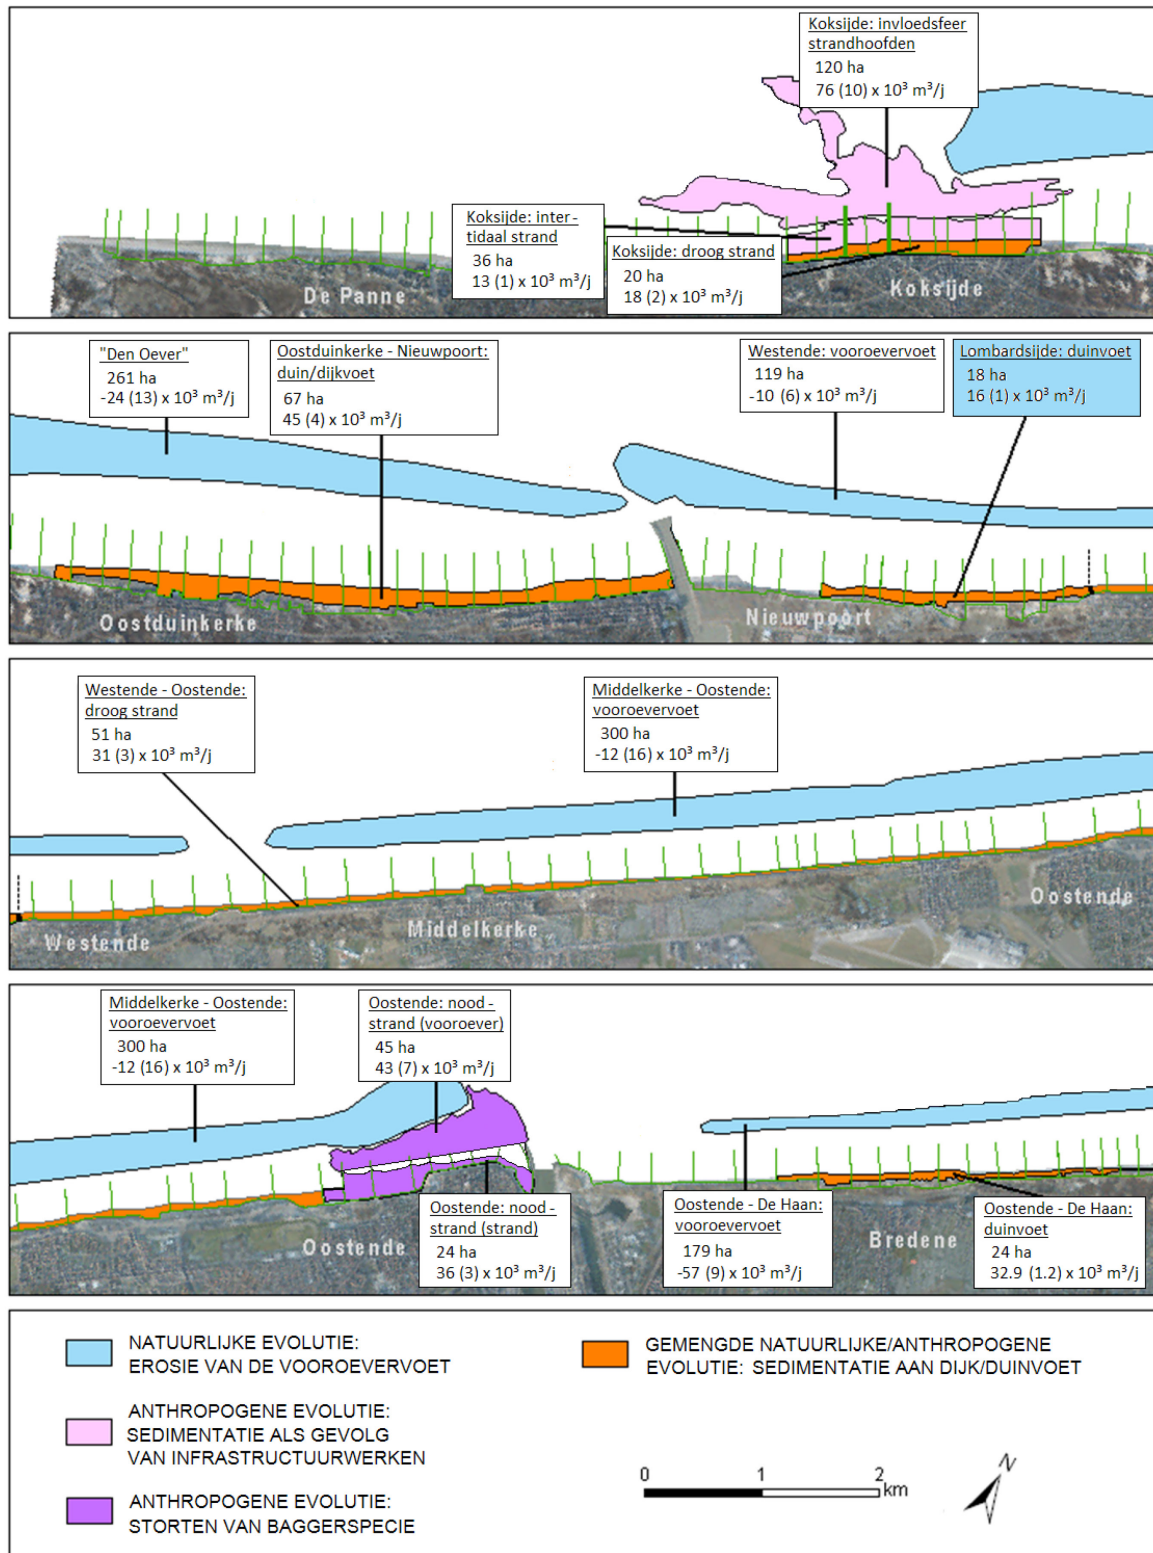 Koksijde: invloedsfeer
strandhoofden
120 ha
76 (10) x 10³ m³/j
Koksijde: inter-
tidaal strand
36 ha
13 (1) x 10³ m³/j
Koksijde: droog strand
20 ha
18 (2) x 10³ m³/j
De Panne
Koksijde
"Den Oever"
261 ha
-24 (13) x 10³ m³/j
Oostduinkerke - Nieuwpoort:
duin/dijkvoet
67 ha
45 (4) x 10³ m³/j
Westende: vooroevervoet
119 ha
-10 (6) x 10³ m³/j
Lombardsijde: duinvoet
18 ha
16 (1) x 10³ m³/j
Oostduinkerke
Nieuwpoort
Westende - Oostende:
droog strand
51 ha
31 (3) x 10³ m³/j
Middelkerke - Oostende:
vooroevervoet
300 ha
-12 (16) x 10³ m³/j
Westende
Middelkerke
Oostende
Middelkerke - Oostende:
vooroevervoet
300 ha
-12 (16) x 10³ m³/j
Oostende: nood-
strand (vooroever)
45 ha
43 (7) x 10³ m³/j
Oostende: nood-
strand (strand)
24 ha
36 (3) x 10³ m³/j
Oostende - De Haan:
vooroevervoet
179 ha
-57 (9) x 10³ m³/j
Oostende - De Haan:
duinvoet
24 ha
32.9 (1.2) x 10³ m³/j
Oostende
Bredene
NATUURLIJKE EVOLUTIE:
EROSIE VAN DE VOOROEVERVOET
ANTHROPOGENE EVOLUTIE:
SEDIMENTATIE ALS GEVOLG
VAN INFRASTRUCTUURWERKEN
ANTHROPOGENE EVOLUTIE:
STORTEN VAN BAGGERSPECIE
GEMENGDE NATUURLIJKE/ANTHROPOGENE
EVOLUTIE: SEDIMENTATIE AAN DIJK/DUINVOET
0 1 2
km
N